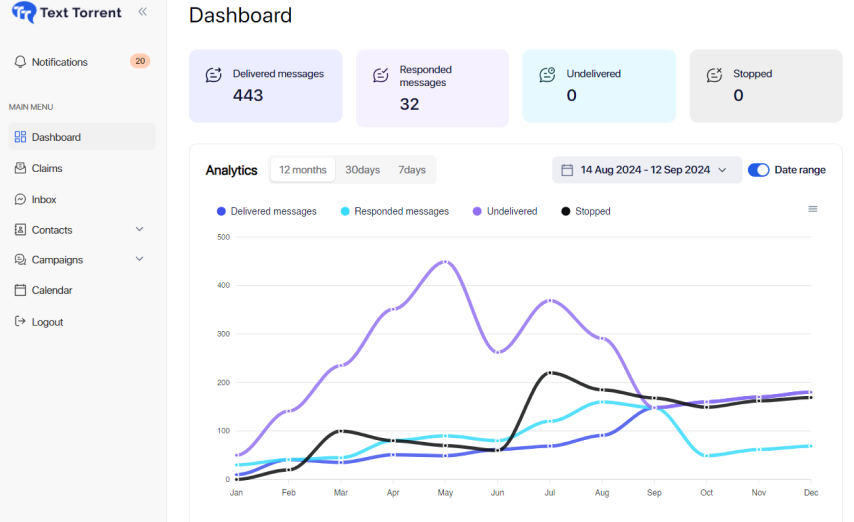 Text Torrent
Dashboard
Notifications
20
MAIN MENU
Dashboard
Claims
Inbox
Contacts
Campaigns
Calendar
Logout
Delivered messages
443
Responded
messages
32
Undelivered
0
Stopped
0
Analytics
12 months
30days
7days
14 Aug 2024 - 12 Sep 2024
Date range
Delivered messages
Responded messages
Undelivered
Stopped
500
400
300
200
100
0
Jan
Feb
Mar
Apr
May
Jun
Jul
Aug
Sep
Oct
Nov
Dec